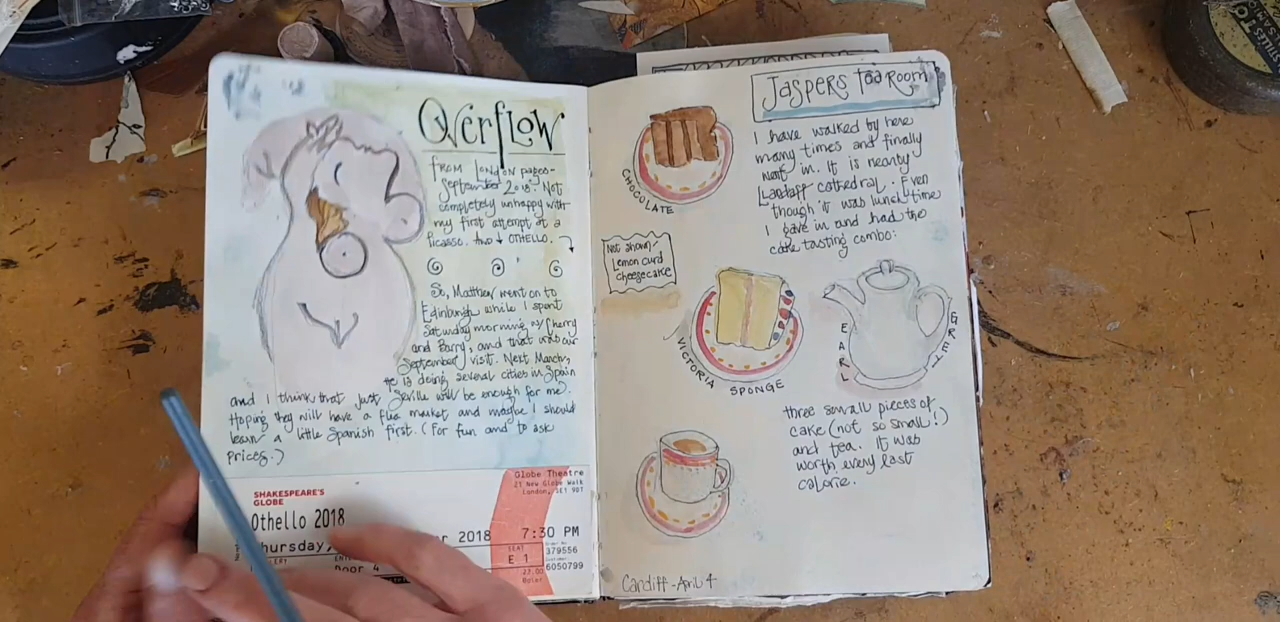 Overflow
From London pages-
September 2018. Not
completely unhappy with
my first attempt at a
Picasso. And ↓ OTHELLO.
St. Matthew went on to
Edinburgh while I spent
Saturday morning w/ Cherry
and Barry, and that was our
September visit. Next March,
He is doing several cities in Spain
and I think that just Seville will be enough for me.
Hoping they will have a flea market and maybe I should
learn a little Spanish first. (For fun and to ask
prices.)
SHAKESPEARE'S
GLOBE
Globe Theatre
21 New Globe Walk
London, SE1 9DT
Othello 2018
Thursday,
2018 7:30 PM
SEAT
E 1
379556
6050799
Door 4
Jaspers Tea Room
I have walked by here
many times and finally
went in. It is nearby
Llandaff cathedral. Even
though it was lunch time
I gave in and had the
cake tasting combo:
CHOCOLATE
Not shown-
Lemon curd
cheesecake
VICTORIA SPONGE
EARL GREY
three small pieces of
cake (not so small!)
and tea. It was
worth every last
calorie.
Cardiff-April 4